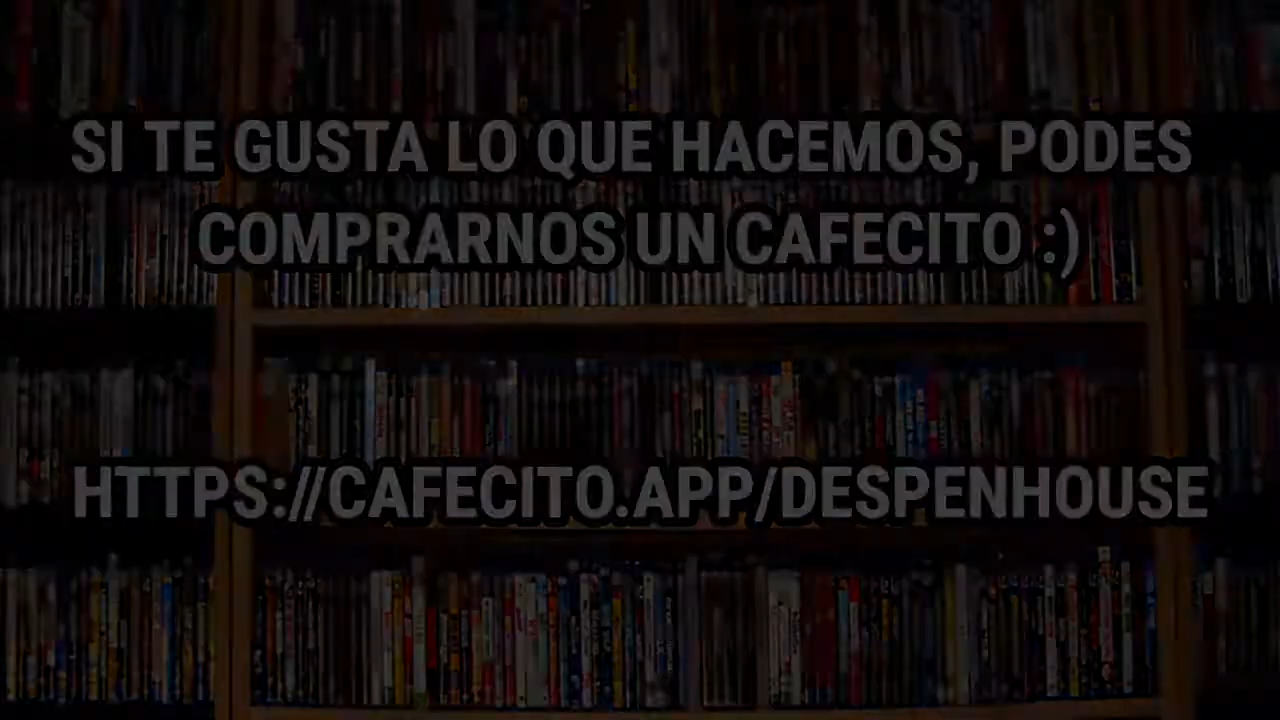 SI TE GUSTA LO QUE HACEMOS, PODES
COMPRARNOS UN CAFECITO :)
HTTPS://CAFECITO.APP/DESPENHOUSE